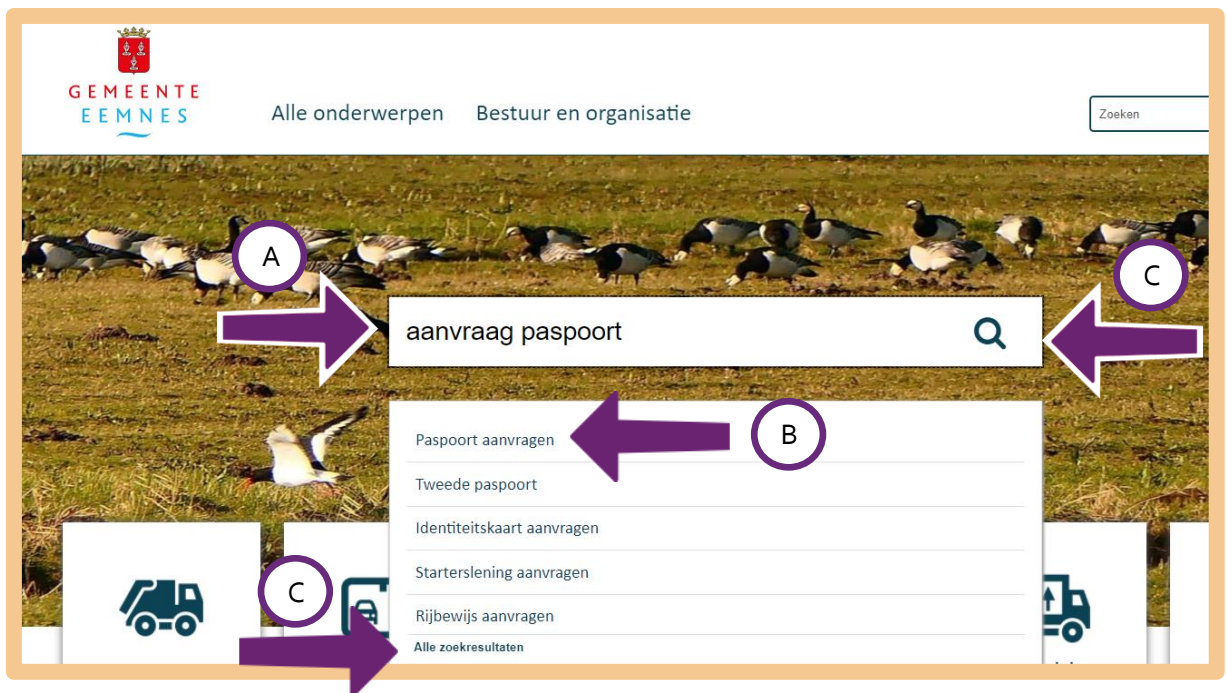 GEMEENTE
EEMNES
Alle onderwerpen
Bestuur en organisatie
Zoeken
A
C
aanvraag paspoort
B
Paspoort aanvragen
Tweede paspoort
Identiteitskaart aanvragen
C
Starterslening aanvragen
Rijbewijs aanvragen
Alle zoekresultaten